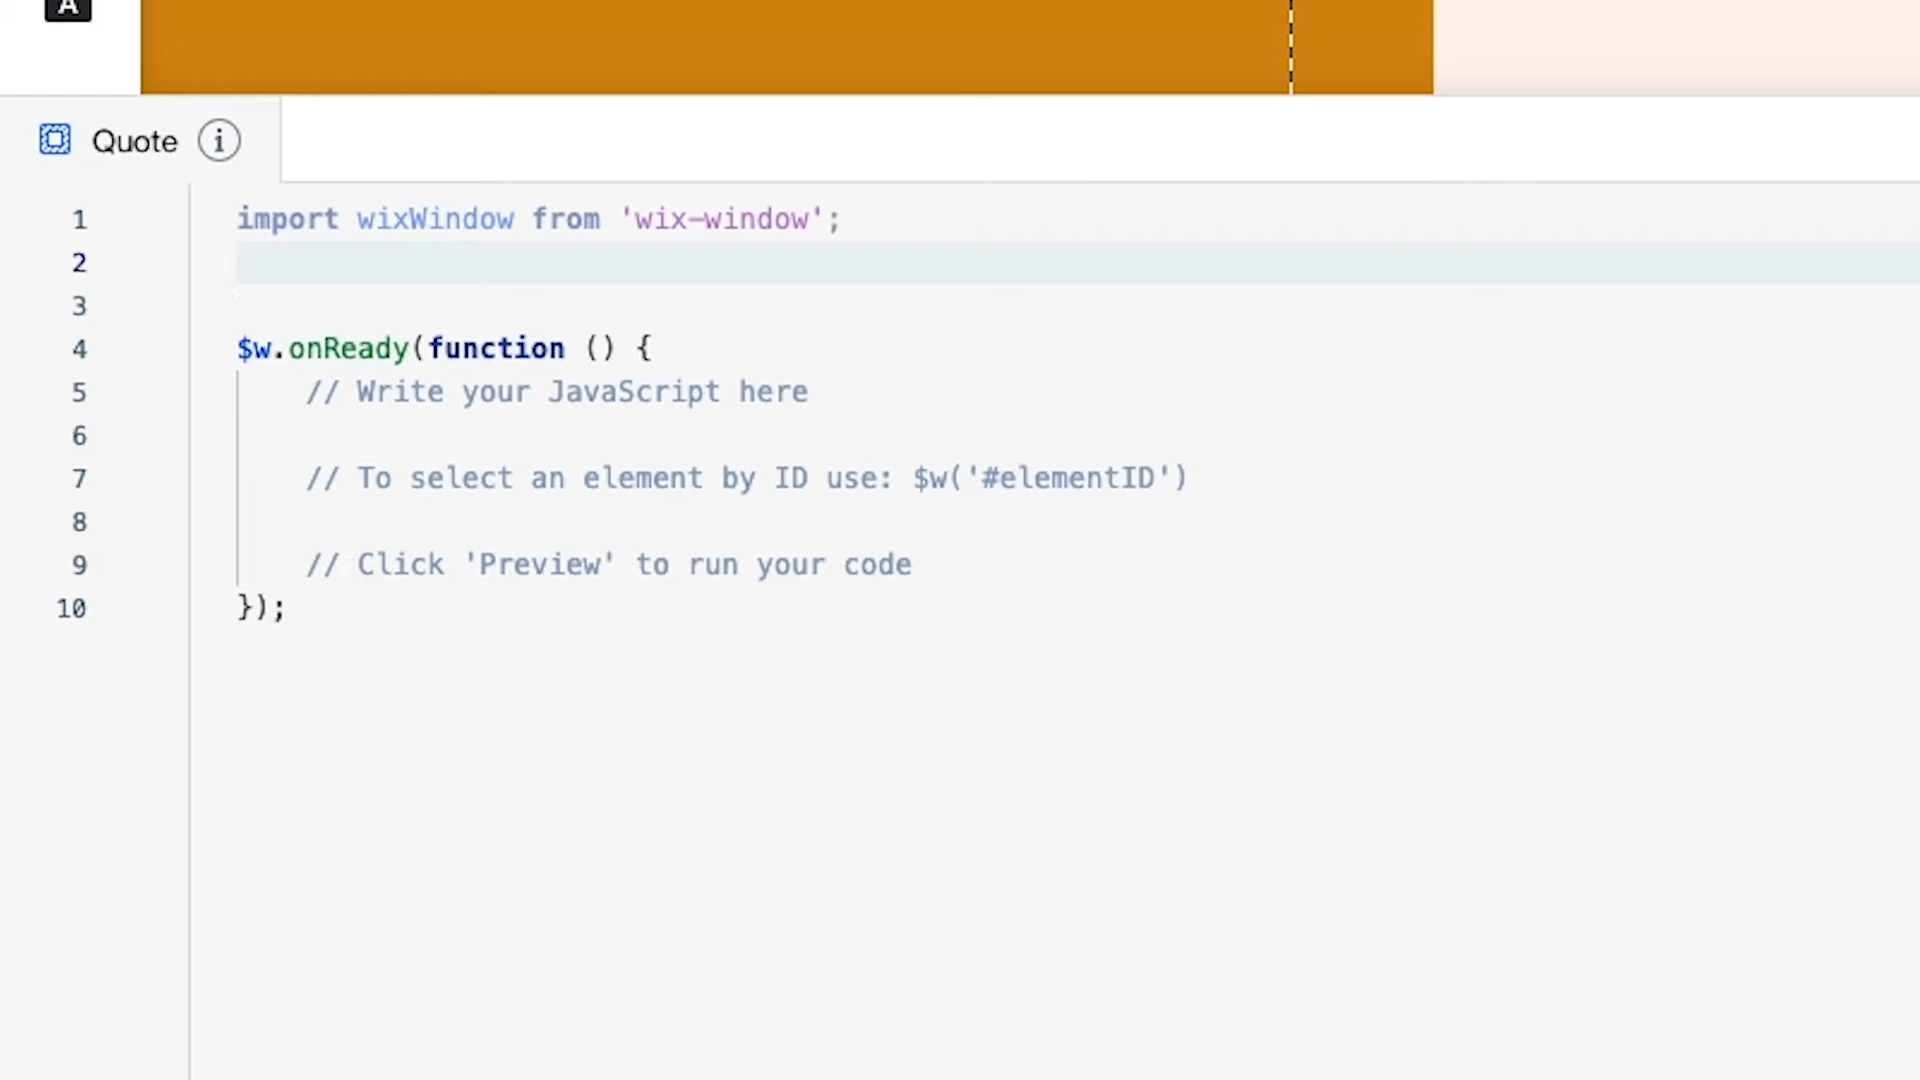 A
Quote i
1 import wixWindow from 'wix-window';
2
3
4 $w.onReady(function () {
5 // Write your JavaScript here
6
7 // To select an element by ID use: $w('#elementID')
8
9 // Click 'Preview' to run your code
10 });